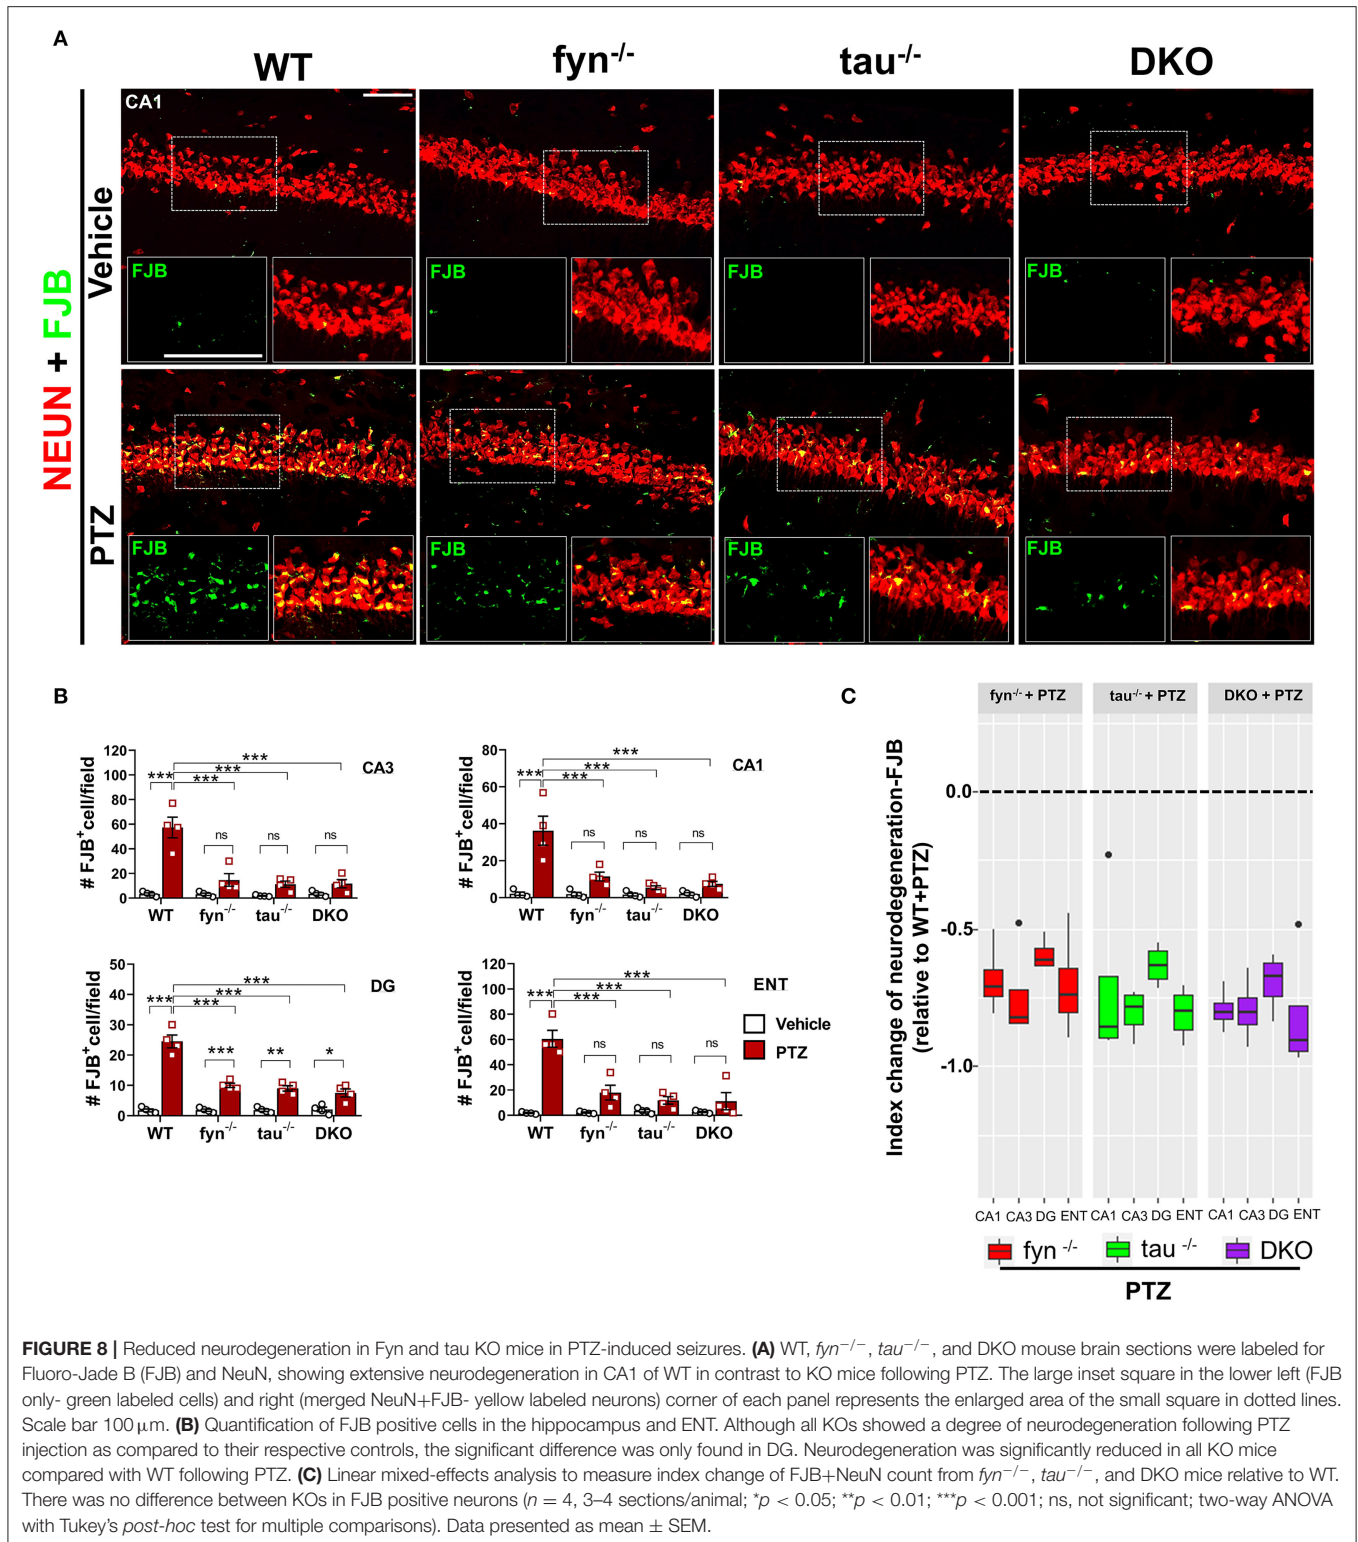 A
WT
fyn-/-
tau-/-
DKO
NEUN + FJB
Vehicle
CA1
FJB
FJB
FJB
FJB
PTZ
FJB
FJB
FJB
FJB
B
# FJB+cell/field
120
100
80
60
40
20
0
***
***
***
***
ns
ns
ns
CA3
WT
fyn-/-
tau-/-
DKO
# FJB+cell/field
80
60
40
20
0
***
***
***
***
ns
ns
ns
CA1
WT
fyn-/-
tau-/-
DKO
# FJB+cell/field
50
40
30
20
10
0
***
***
***
***
***
**
*
DG
WT
fyn-/-
tau-/-
DKO
# FJB+cell/field
120
100
80
60
40
20
0
***
***
***
***
ns
ns
ns
ENT
WT
fyn-/-
tau-/-
DKO
Vehicle
PTZ
C
fyn-/- + PTZ
tau-/- + PTZ
DKO + PTZ
Index change of neurodegeneration-FJB
(relative to WT+PTZ)
0.0
-0.5
-1.0
CA1 CA3 DG ENT
CA1 CA3 DG ENT
CA1 CA3 DG ENT
fyn -/-
tau -/-
DKO
PTZ
FIGURE 8 | Reduced neurodegeneration in Fyn and tau KO mice in PTZ-induced seizures. (A) WT, fyn−/−, tau−/−, and DKO mouse brain sections were labeled for
Fluoro-Jade B (FJB) and NeuN, showing extensive neurodegeneration in CA1 of WT in contrast to KO mice following PTZ. The large inset square in the lower left (FJB
only- green labeled cells) and right (merged NeuN+FJB- yellow labeled neurons) corner of each panel represents the enlarged area of the small square in dotted lines.
Scale bar 100 μm. (B) Quantification of FJB positive cells in the hippocampus and ENT. Although all KOs showed a degree of neurodegeneration following PTZ
injection as compared to their respective controls, the significant difference was only found in DG. Neurodegeneration was significantly reduced in all KO mice
compared with WT following PTZ. (C) Linear mixed-effects analysis to measure index change of FJB+NeuN count from fyn−/−, tau−/−, and DKO mice relative to WT.
There was no difference between KOs in FJB positive neurons (n = 4, 3–4 sections/animal; *p < 0.05; **p < 0.01; ***p < 0.001; ns, not significant; two-way ANOVA
with Tukey's post-hoc test for multiple comparisons). Data presented as mean ± SEM.